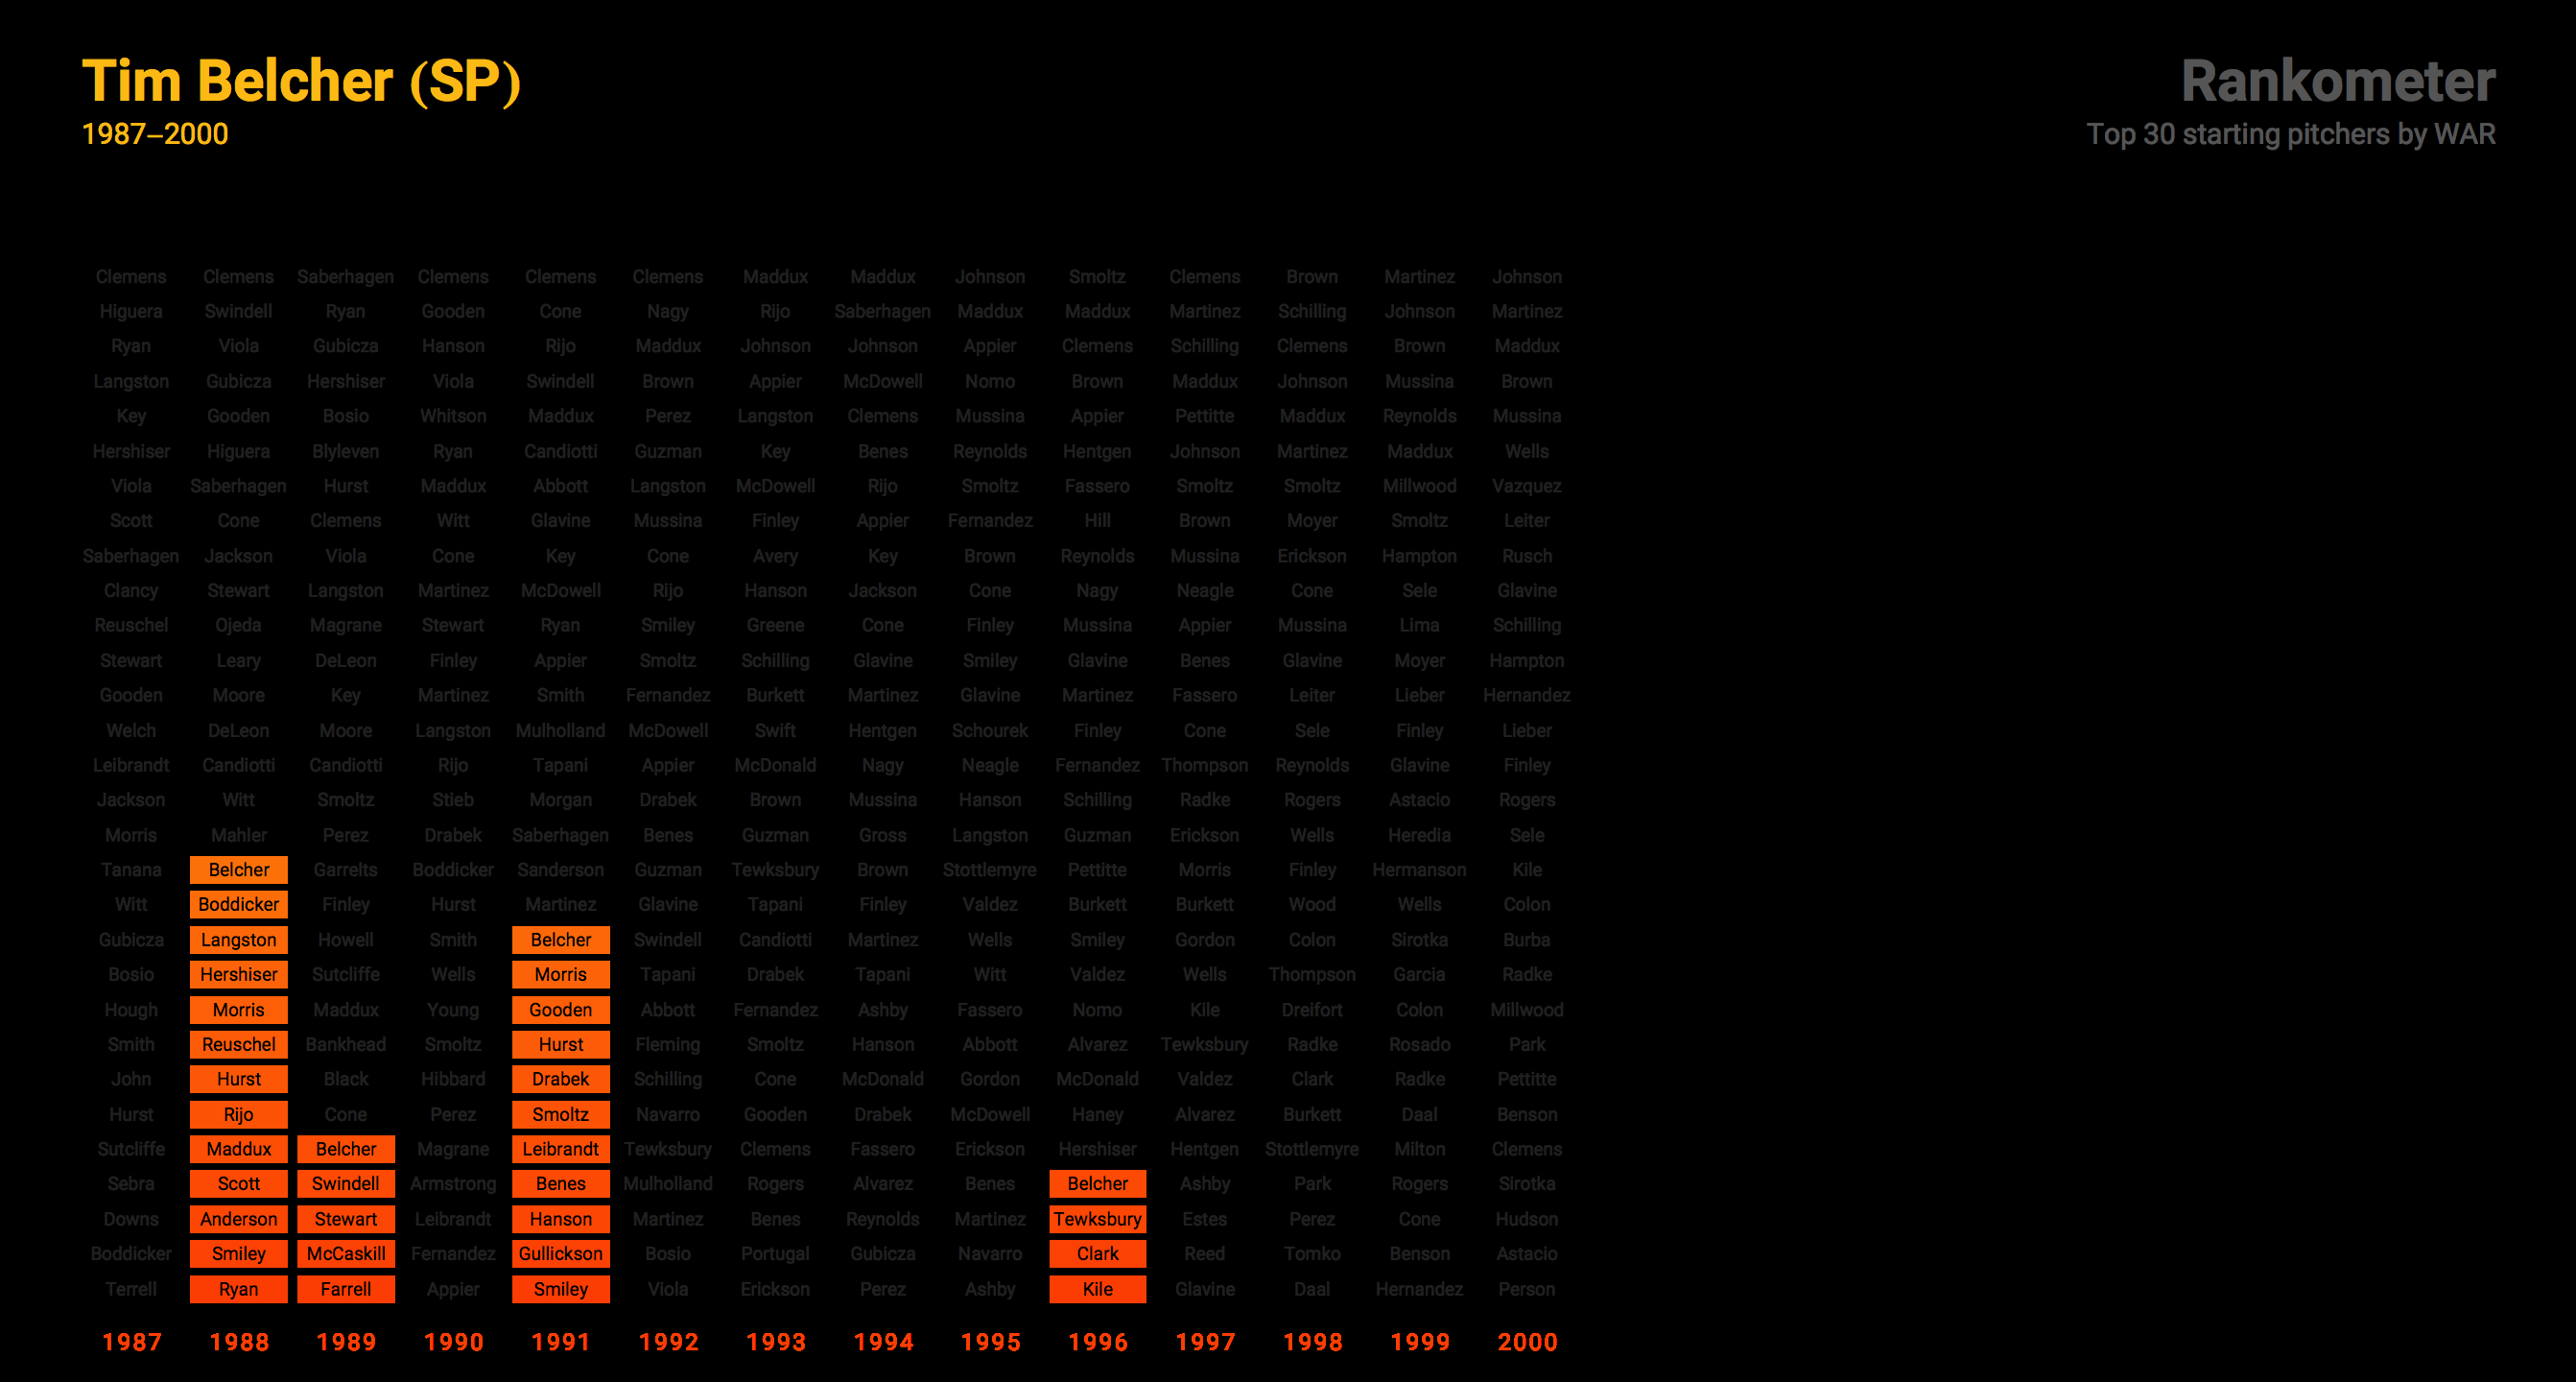 Tim Belcher (SP)
1987–2000
Rankometer
Top 30 starting pitchers by WAR
Clemens Clemens Saberhagen Clemens Clemens Clemens Maddux Maddux Johnson Smoltz Clemens Brown Martinez Johnson
Higuera Swindell Ryan Gooden Cone Nagy Rijo Saberhagen Maddux Maddux Martinez Schilling Johnson Martinez
Ryan Viola Gubicza Hanson Rijo Maddux Johnson Johnson Appier Clemens Schilling Clemens Brown Maddux
Langston Gubicza Hershiser Viola Swindell Brown Appier McDowell Nomo Brown Maddux Johnson Mussina Brown
Key Gooden Bosio Whitson Maddux Perez Langston Clemens Mussina Appier Pettitte Maddux Reynolds Mussina
Hershiser Higuera Blyleven Ryan Candiotti Guzman Key Benes Reynolds Hentgen Johnson Martinez Maddux Wells
Viola Saberhagen Hurst Maddux Abbott Langston McDowell Rijo Smoltz Fassero Smoltz Smoltz Millwood Vazquez
Scott Cone Clemens Witt Glavine Mussina Finley Appier Fernandez Hill Brown Moyer Smoltz Leiter
Saberhagen Jackson Viola Cone Key Cone Avery Key Brown Reynolds Mussina Erickson Hampton Rusch
Clancy Stewart Langston Martinez McDowell Rijo Hanson Jackson Cone Nagy Neagle Cone Sele Glavine
Reuschel Ojeda Magrane Stewart Ryan Smiley Greene Cone Finley Mussina Appier Mussina Lima Schilling
Stewart Leary DeLeon Finley Appier Smoltz Schilling Glavine Smiley Glavine Benes Glavine Moyer Hampton
Gooden Moore Key Martinez Smith Fernandez Burkett Martinez Glavine Martinez Fassero Leiter Lieber Hernandez
Welch DeLeon Moore Langston Mulholland McDowell Swift Hentgen Schourek Finley Cone Sele Finley Lieber
Leibrandt Candiotti Candiotti Rijo Tapani Appier McDonald Nagy Neagle Fernandez Thompson Reynolds Glavine Finley
Jackson Witt Smoltz Stieb Morgan Drabek Brown Mussina Hanson Schilling Radke Rogers Astacio Rogers
Morris Mahler Perez Drabek Saberhagen Benes Guzman Gross Langston Guzman Erickson Wells Heredia Sele
Tanana Belcher Garrelts Boddicker Sanderson Guzman Tewksbury Brown Stottlemyre Pettitte Morris Finley Hermanson Kile
Witt Boddicker Finley Hurst Martinez Glavine Tapani Finley Valdez Burkett Burkett Wood Wells Colon
Gubicza Langston Howell Smith Belcher Swindell Candiotti Martinez Wells Smiley Gordon Colon Sirotka Burba
Bosio Hershiser Sutcliffe Wells Morris Tapani Drabek Tapani Witt Valdez Wells Thompson Garcia Radke
Hough Morris Maddux Young Gooden Abbott Fernandez Ashby Fassero Nomo Kile Dreifort Colon Millwood
Smith Reuschel Bankhead Smoltz Hurst Fleming Smoltz Hanson Abbott Alvarez Tewksbury Radke Rosado Park
John Hurst Black Hibbard Drabek Schilling Cone McDonald Gordon McDonald Valdez Clark Radke Pettitte
Hurst Rijo Cone Perez Smoltz Navarro Gooden Drabek McDowell Haney Alvarez Burkett Daal Benson
Sutcliffe Maddux Belcher Magrane Leibrandt Tewksbury Clemens Fassero Erickson Hershiser Hentgen Stottlemyre Milton Clemens
Sebra Scott Swindell Armstrong Benes Mulholland Rogers Alvarez Benes Belcher Ashby Park Rogers Sirotka
Downs Anderson Stewart Leibrandt Hanson Martinez Benes Reynolds Martinez Tewksbury Estes Perez Cone Hudson
Boddicker Smiley McCaskill Fernandez Gullickson Bosio Portugal Gubicza Navarro Clark Reed Tomko Benson Astacio
Terrell Ryan Farrell Appier Smiley Viola Erickson Perez Ashby Kile Glavine Daal Hernandez Person
1987 1988 1989 1990 1991 1992 1993 1994 1995 1996 1997 1998 1999 2000